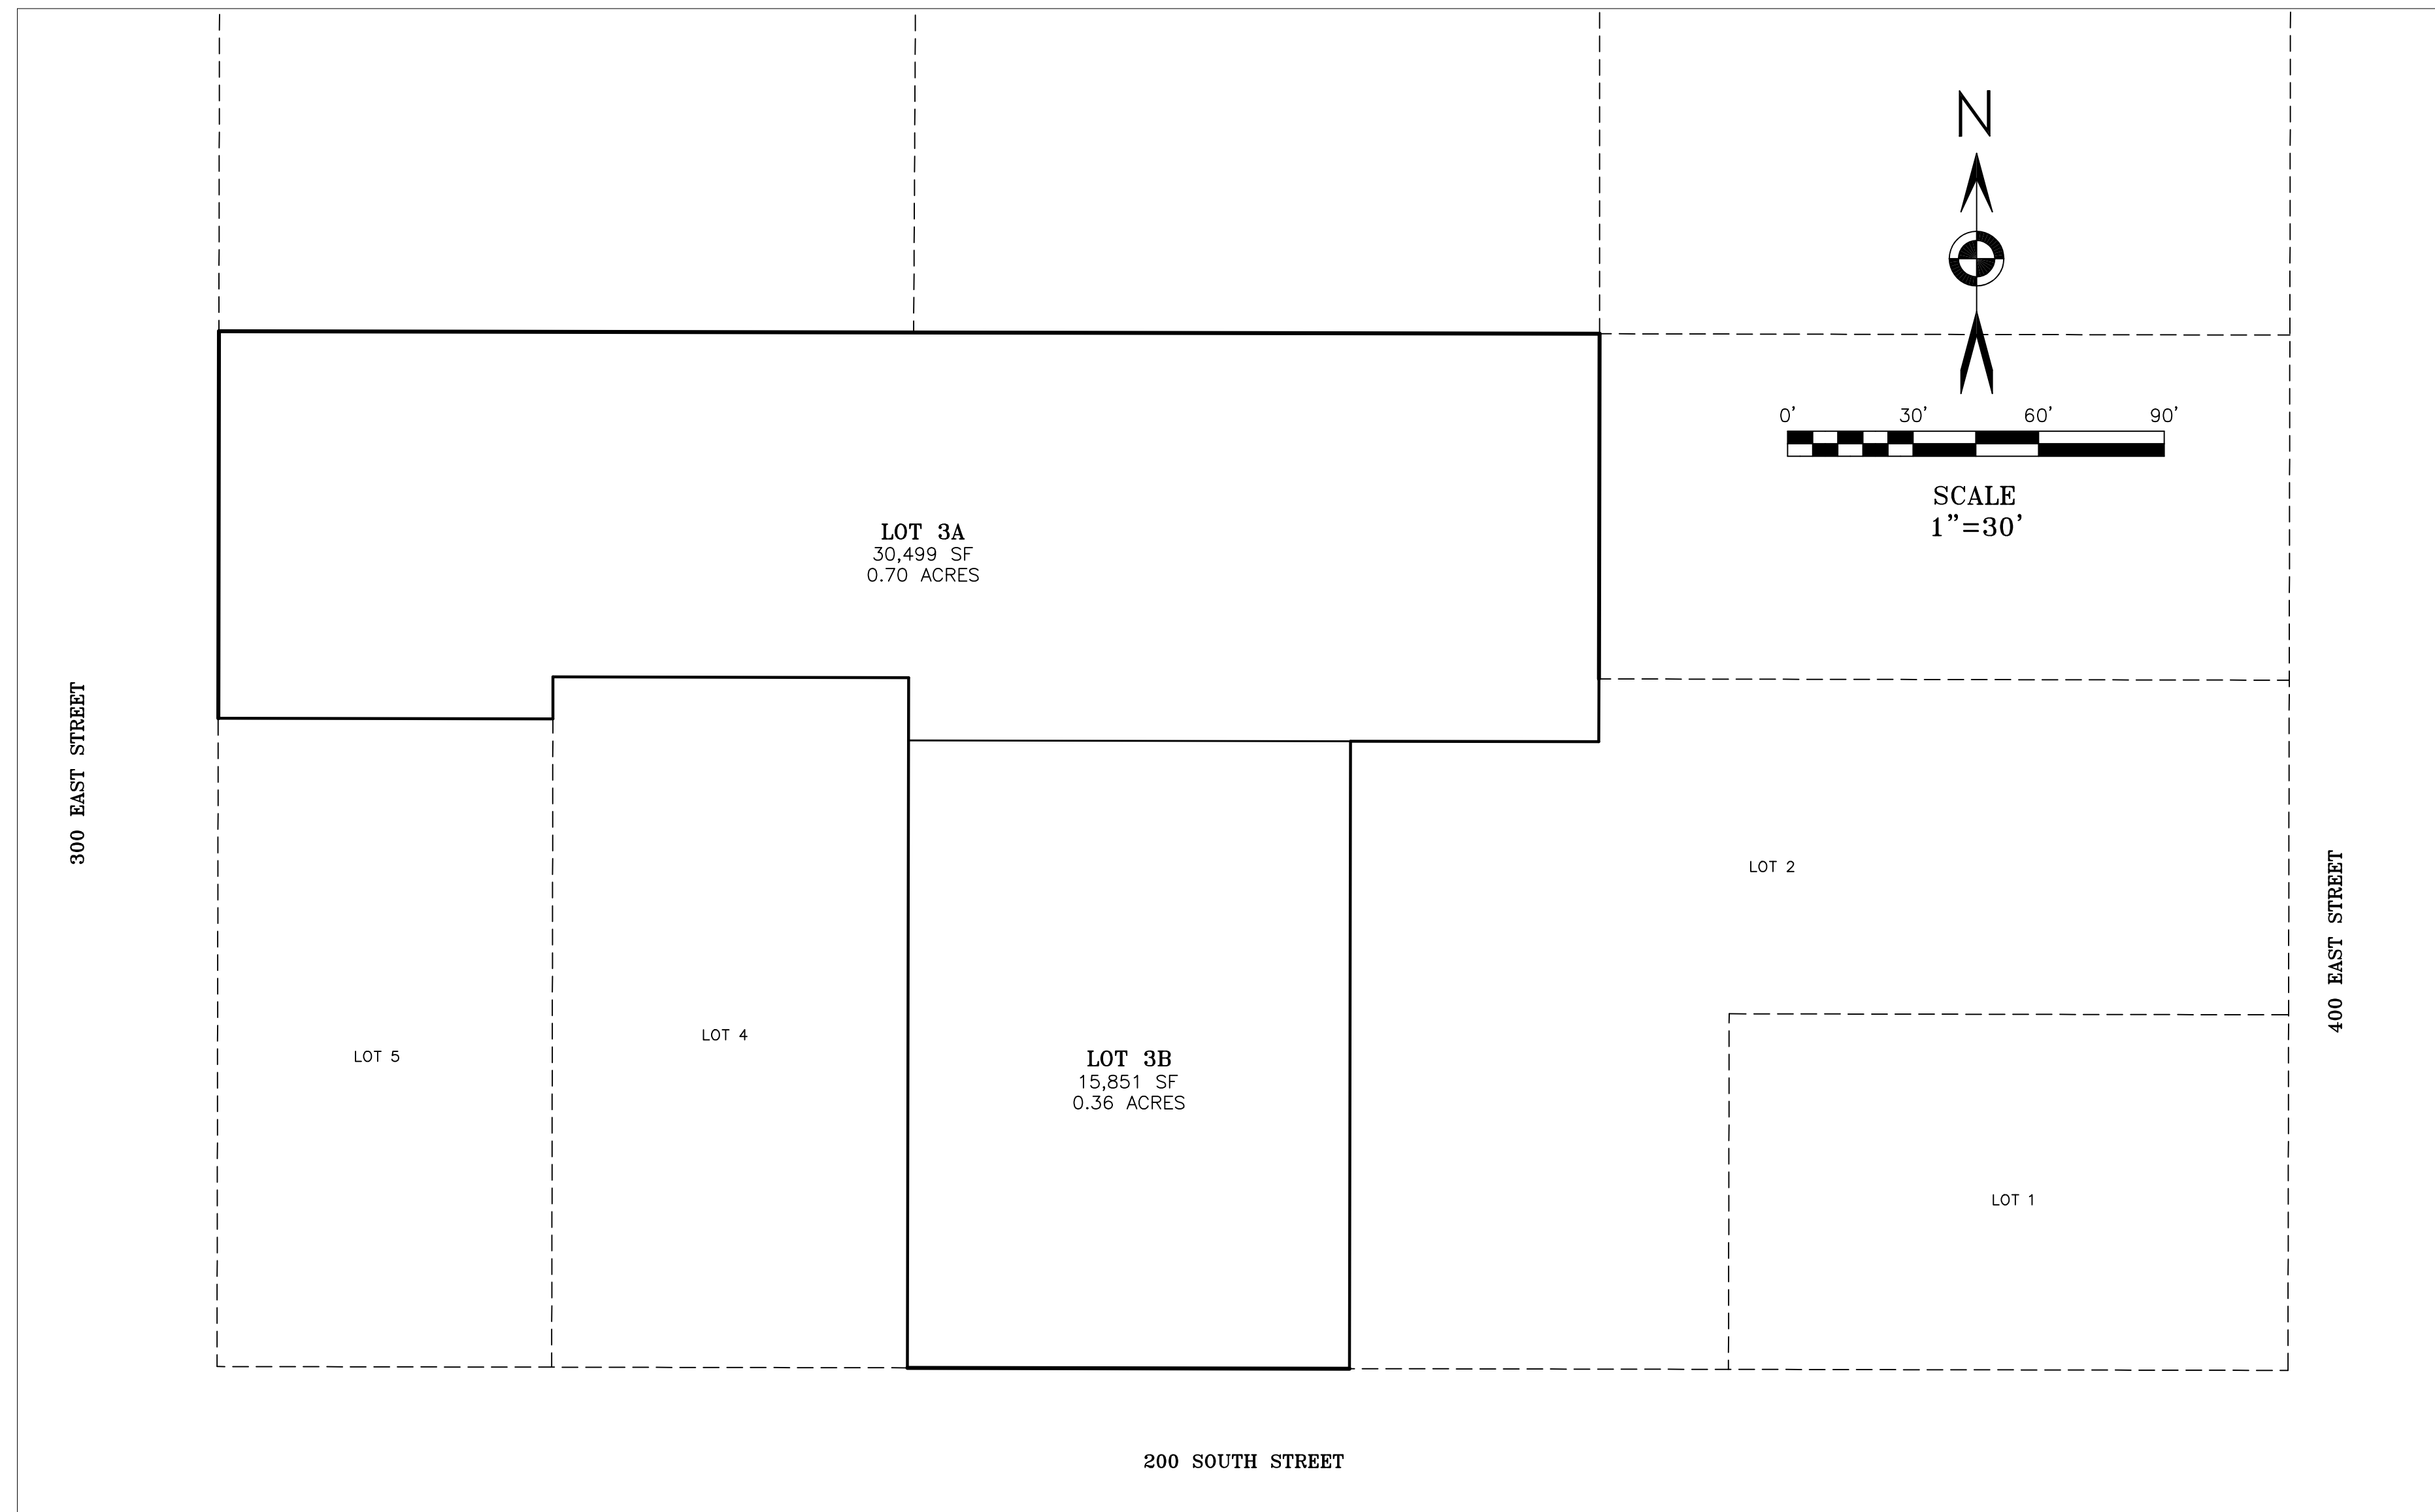 N
0' 30' 60' 90'
SCALE
1"=30'
LOT 3A
30,499 SF
0.70 ACRES
300 EAST STREET
LOT 2
400 EAST STREET
LOT 5
LOT 4
LOT 3B
15,851 SF
0.36 ACRES
LOT 1
200 SOUTH STREET